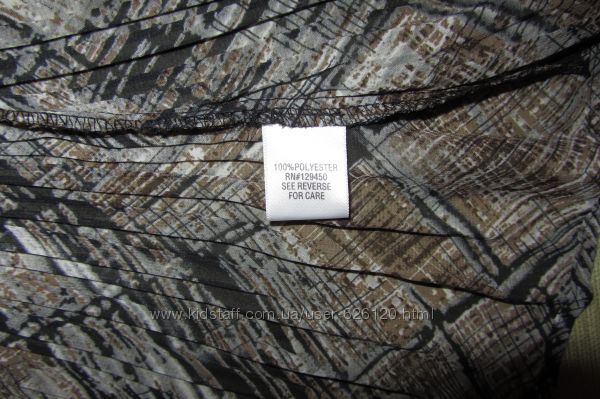 100%POLYESTER
RN#129450
SEE REVERSE
FOR CARE
www.kidstaff.com.ua/user-626120.html